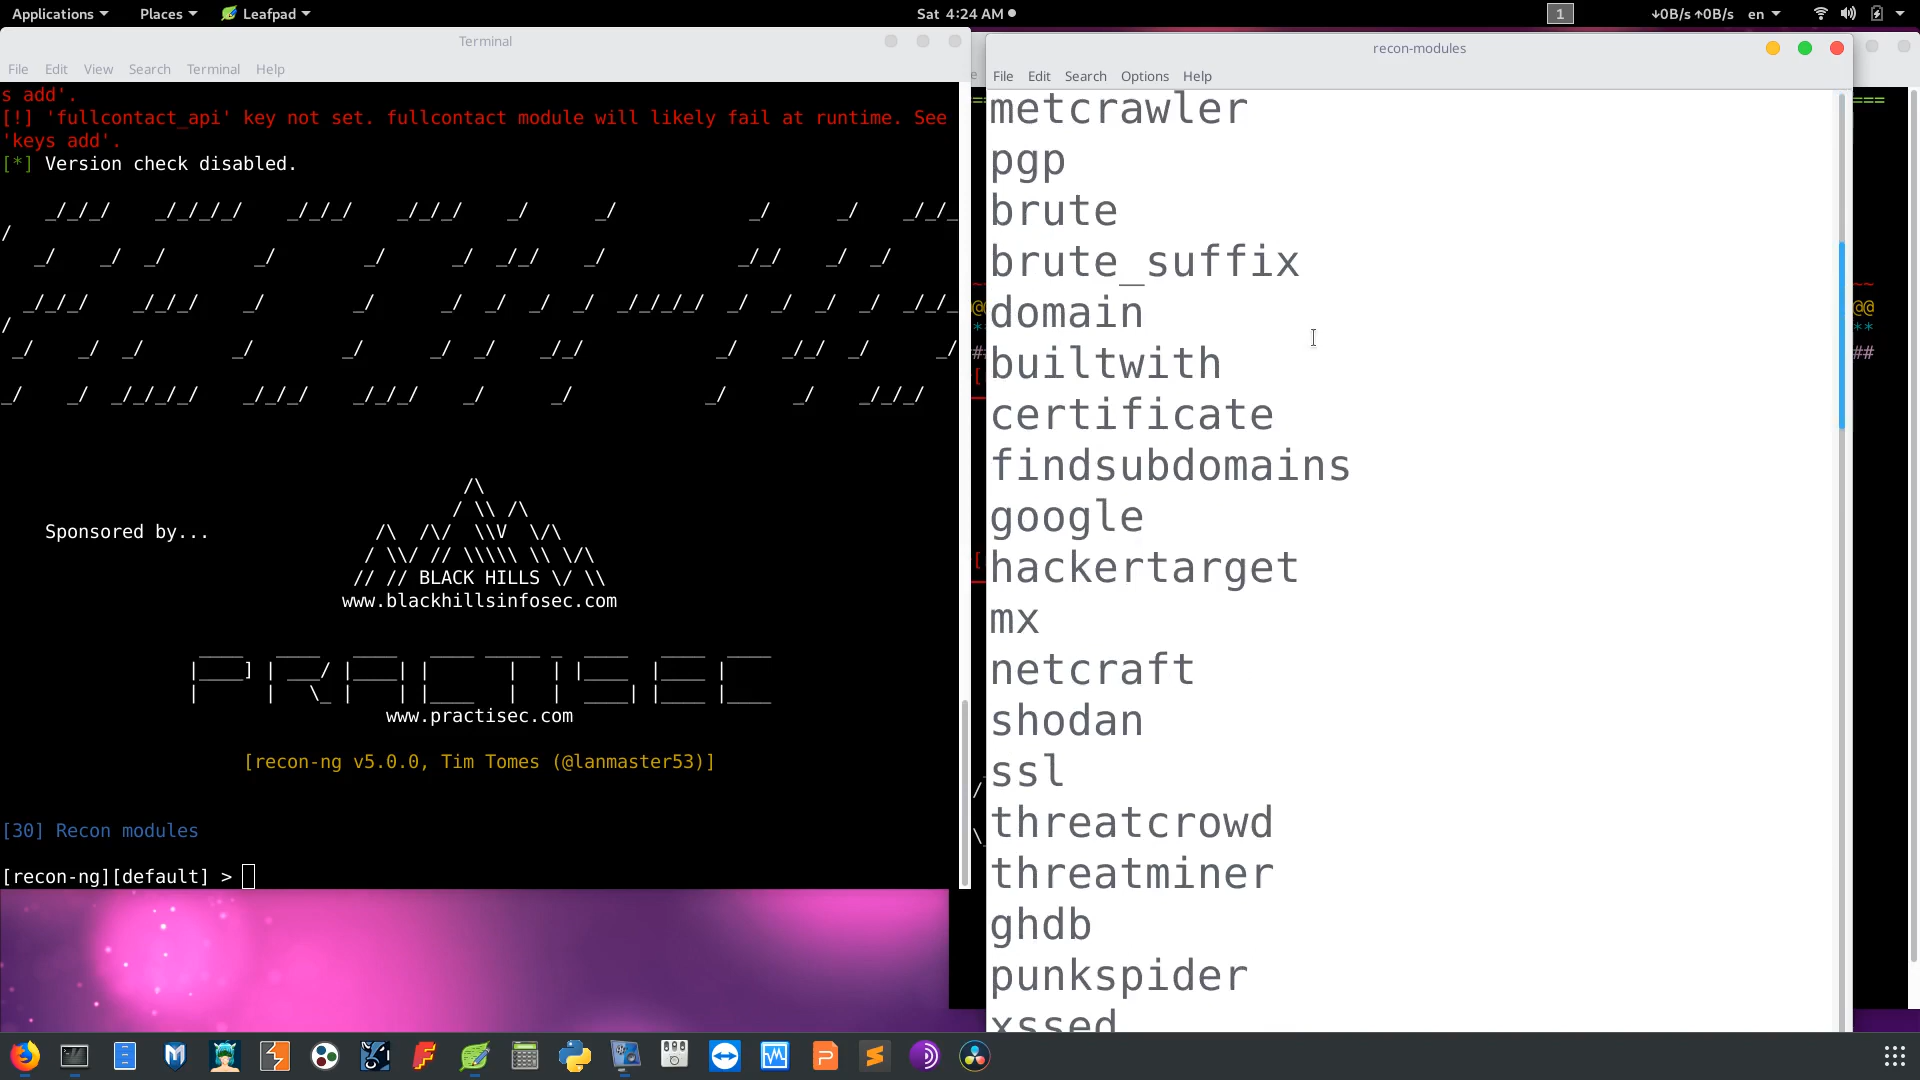 Applications Places Leafpad Sat 4:24 AM 1 ↓0B/s ↑0B/s en
Terminal
File Edit View Search Terminal Help
s add'.
[!] 'fullcontact_api' key not set. fullcontact module will likely fail at runtime. See
'keys add'.
[*] Version check disabled.
Sponsored by...
BLACK HILLS
www.blackhillsinfosec.com
PRACTISEC
www.practisec.com
[recon-ng v5.0.0, Tim Tomes (@lanmaster53)]
[30] Recon modules
[recon-ng][default] >
recon-modules
File Edit Search Options Help
metcrawler
pgp
brute
brute_suffix
domain
builtwith
certificate
findsubdomains
google
hackertarget
mx
netcraft
shodan
ssl
threatcrowd
threatminer
ghdb
punkspider
xssed